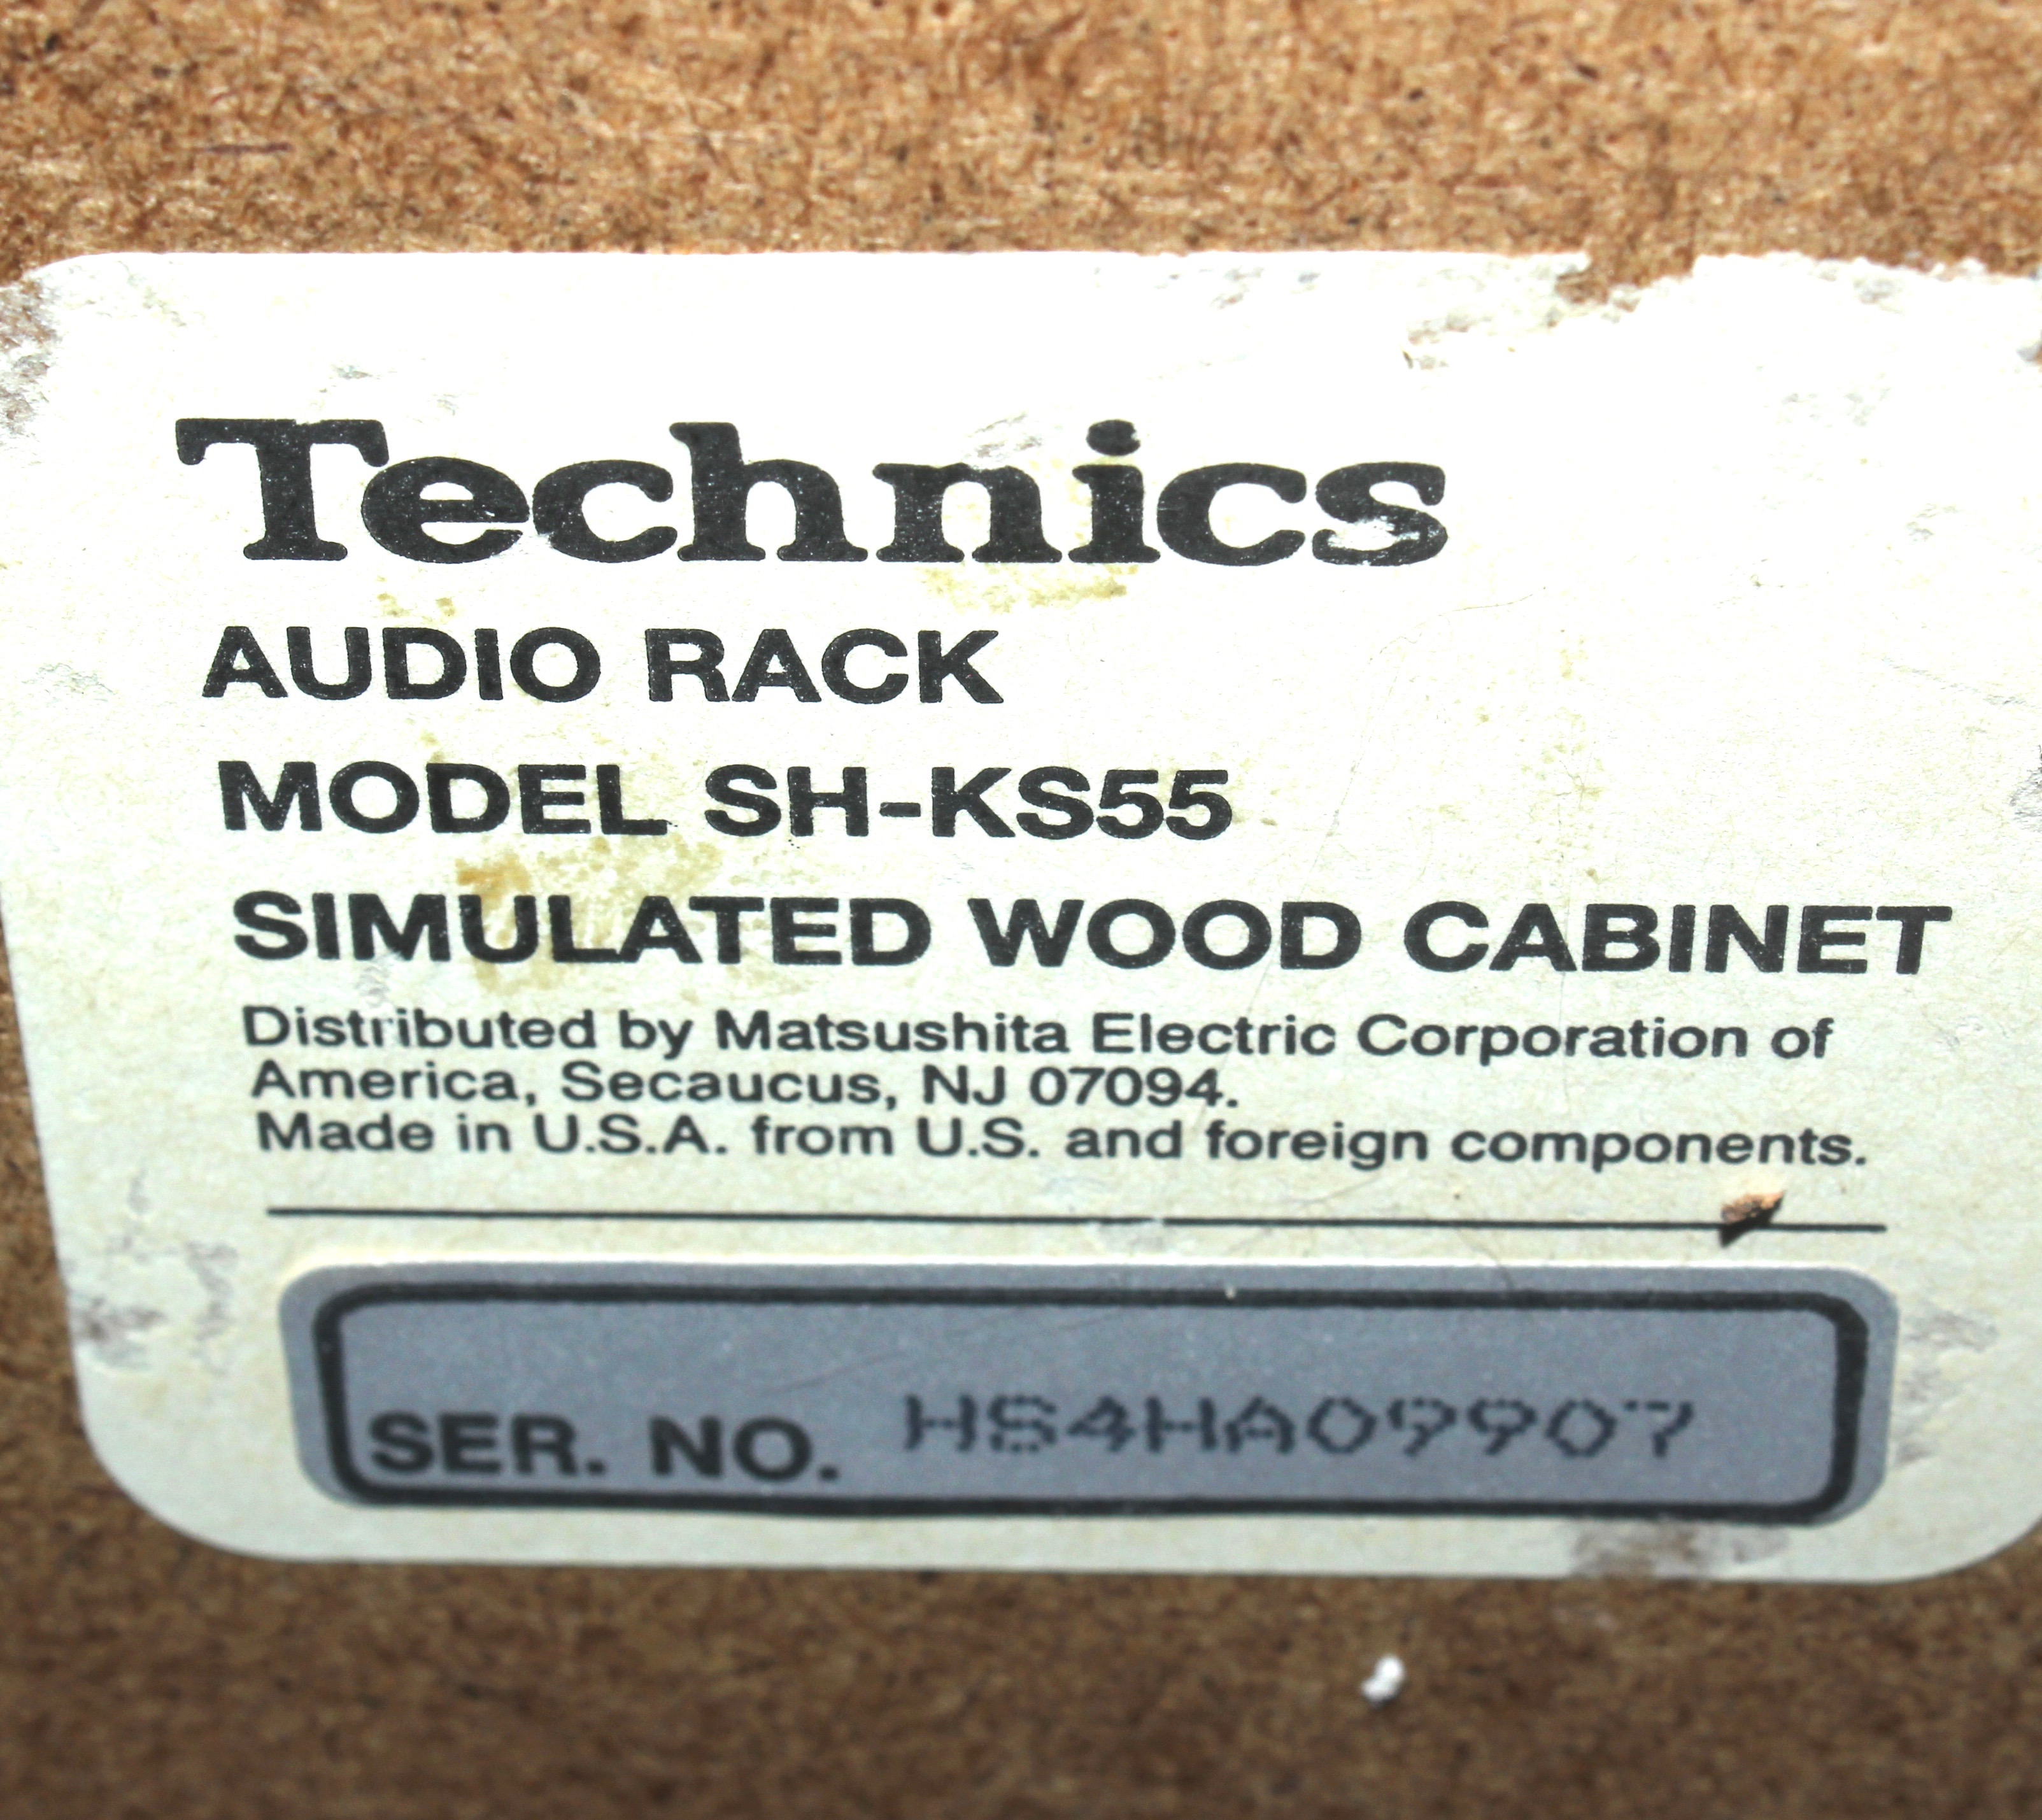 Technics
AUDIO RACK
MODEL SH-KS55
SIMULATED WOOD CABINET
Distributed by Matsushita Electric Corporation of
America, Secaucus, NJ 07094.
Made in U.S.A. from U.S. and foreign components.
SER. NO. HS4HA09907